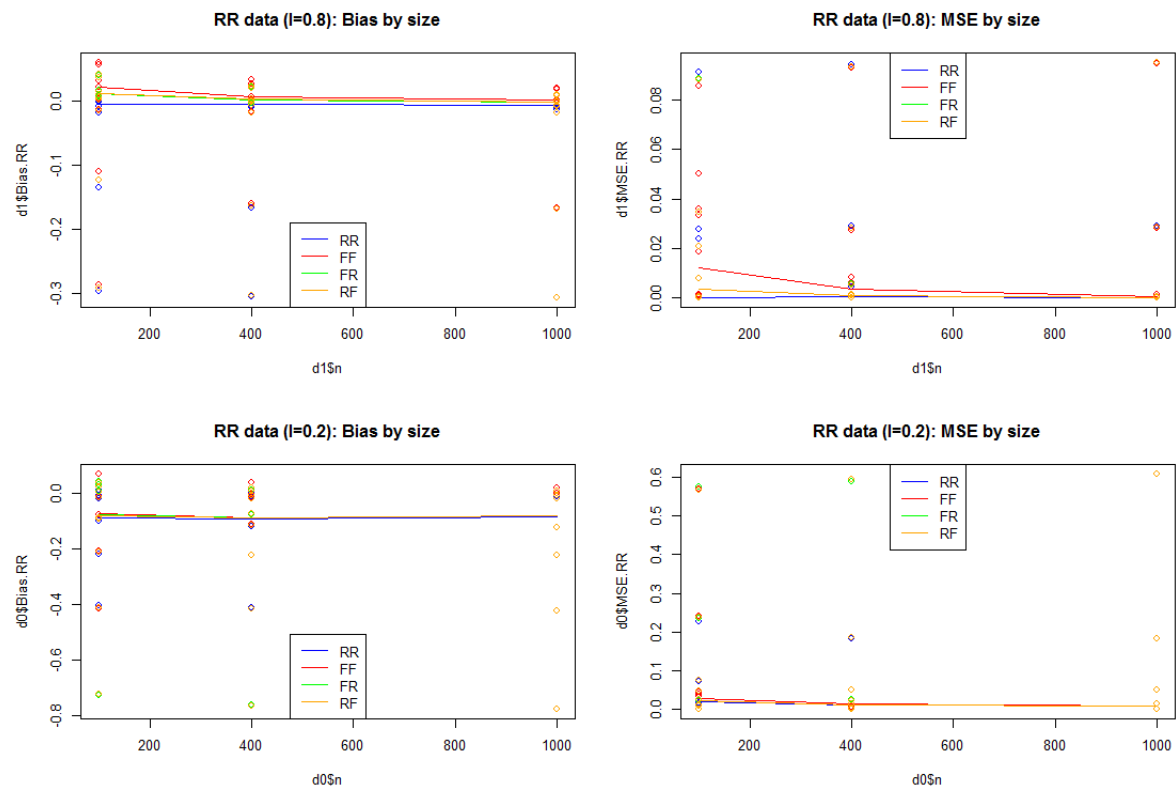 RR data (I=0.8): Bias by size
d1$Bias.RR
0.0
-0.1
-0.2
-0.3
RR
FF
FR
RF
200 400 600 800 1000
d1$n
RR data (I=0.8): MSE by size
d1$MSE.RR
0.08
0.06
0.04
0.02
0.00
RR
FF
FR
RF
200 400 600 800 1000
d1$n
RR data (I=0.2): Bias by size
d0$Bias.RR
0.0
-0.2
-0.4
-0.6
-0.8
RR
FF
FR
RF
200 400 600 800 1000
d0$n
RR data (I=0.2): MSE by size
d0$MSE.RR
0.6
0.5
0.4
0.3
0.2
0.1
0.0
RR
FF
FR
RF
200 400 600 800 1000
d0$n